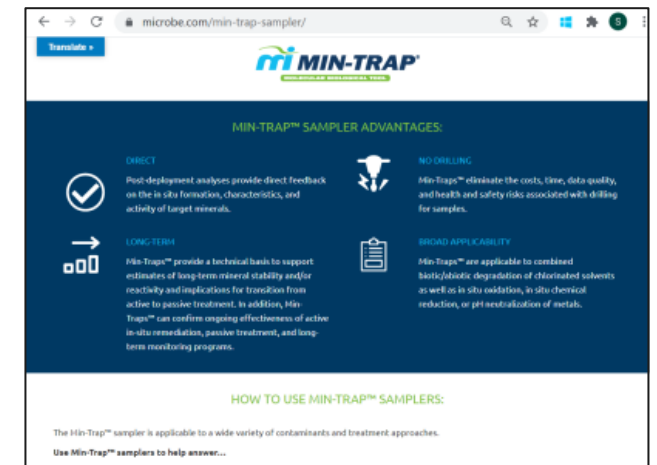 microbe.com/min-trap-sampler/
S
Translate »
mi MIN-TRAP®
MOLECULAR BIOLOGICAL TOOL
MIN-TRAP™ SAMPLER ADVANTAGES:
DIRECT
Post-deployment analyses provide direct feedback
on the in situ formation, characteristics, and
activity of target minerals.
NO DRILLING
Min-Traps™ eliminate the costs, time, data quality,
and health and safety risks associated with drilling
for samples.
LONG-TERM
Min-Traps™ provide a technical basis to support
estimates of long-term mineral stability and/or
reactivity and implications for transition from
active to passive treatment. In addition, Min-
Traps™ can confirm ongoing effectiveness of active
in-situ remediation, passive treatment, and long-
term monitoring programs.
BROAD APPLICABILITY
Min-Traps™ are applicable to combined
biotic/abiotic degradation of chlorinated solvents
as well as in situ oxidation, in situ chemical
reduction, or pH neutralization of metals.
HOW TO USE MIN-TRAP™ SAMPLERS:
The Min-Trap™ sampler is applicable to a wide variety of contaminants and treatment approaches.
Use Min-Trap™ samplers to help answer...